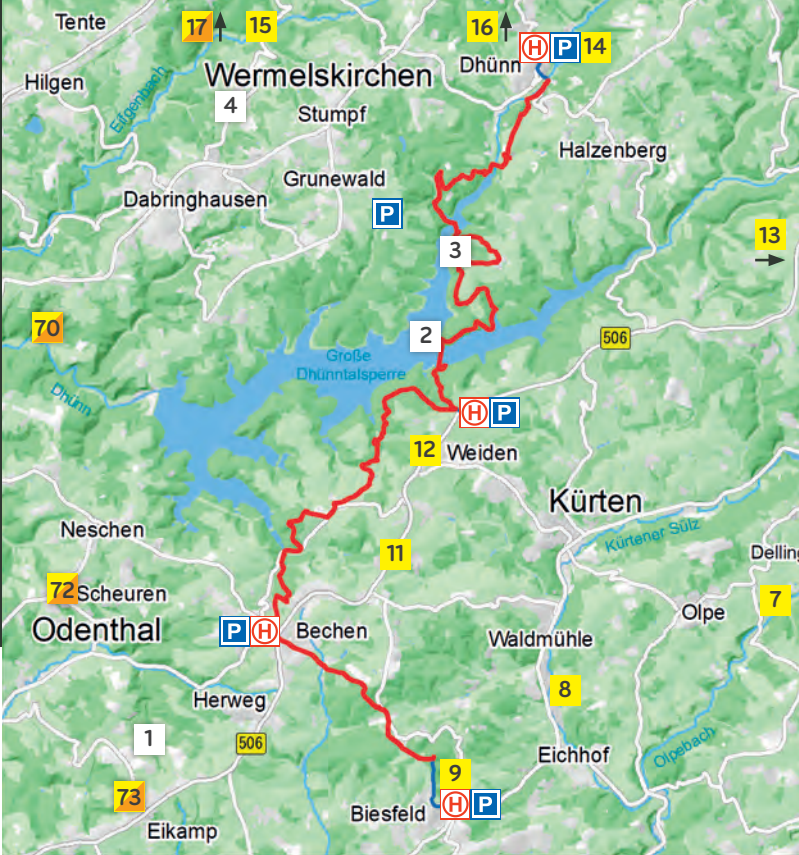 Tente
17
15
16
H P 14
Dhünn
Hilgen
Wermelskirchen
Eifgenbach
4
Stumpf
Halzenberg
Grunewald
Dabringhausen
P
13
3
70
2
506
Große
Dhünntalsperre
Dhünn
H P
12
Weiden
Kürten
Neschen
Kürtener Sülz
11
Delling
72
Scheuren
7
Olpe
Odenthal
P H
Bechen
Waldmühle
8
Herweg
1
506
Olpebach
Eichhof
9
73
H P
Biesfeld
Eikamp